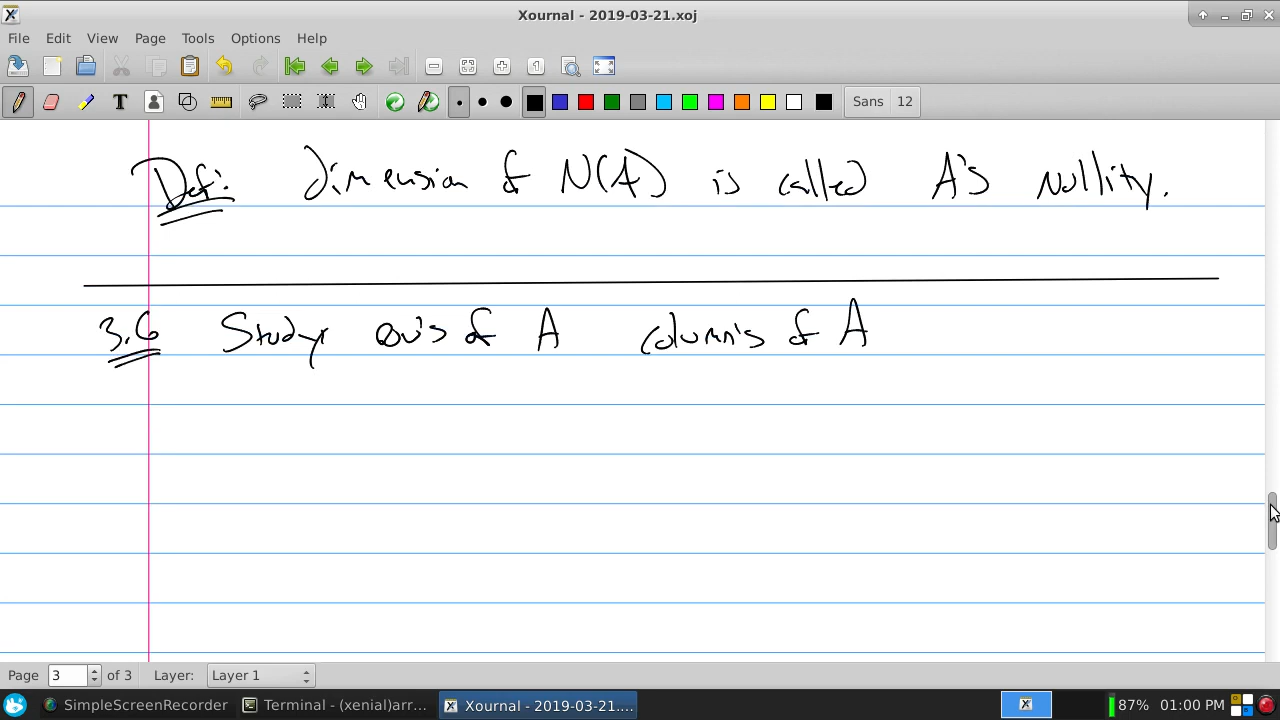 Xournal - 2019-03-21.xoj
File Edit View Page Tools Options Help
Sans 12
Def: Dimension of N(A) is called A's nullity.
3.6 Study row's of A column's of A
Page 3 of 3 Layer: Layer 1
SimpleScreenRecorder Terminal - (xenial)arr... Xournal - 2019-03-21.... 87% 01:00 PM